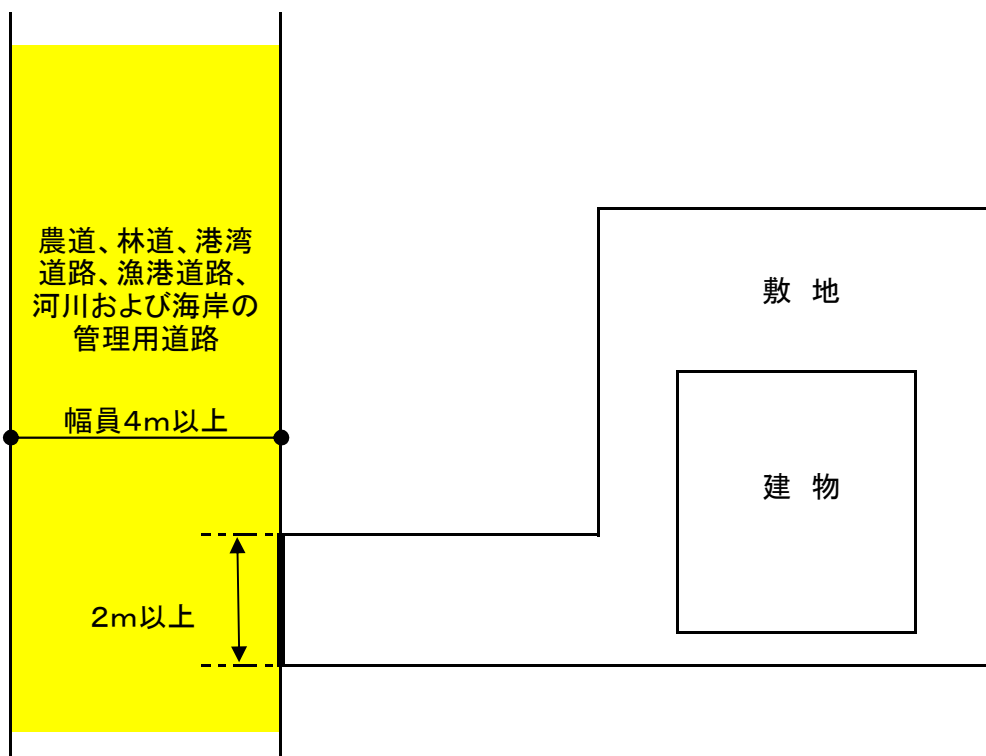 農道、林道、港湾
道路、漁港道路、
河川および海岸の
管理用道路
幅員4m以上
2m以上
敷 地
建 物